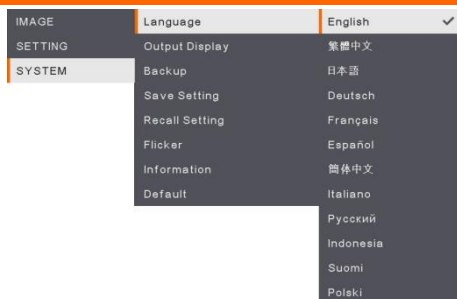 IMAGE
SETTING
SYSTEM
Language
Output Display
Backup
Save Setting
Recall Setting
Flicker
Information
Default
English
繁體中文
日本語
Deutsch
Français
Español
簡体中文
Italiano
Русский
Indonesia
Suomi
Polski